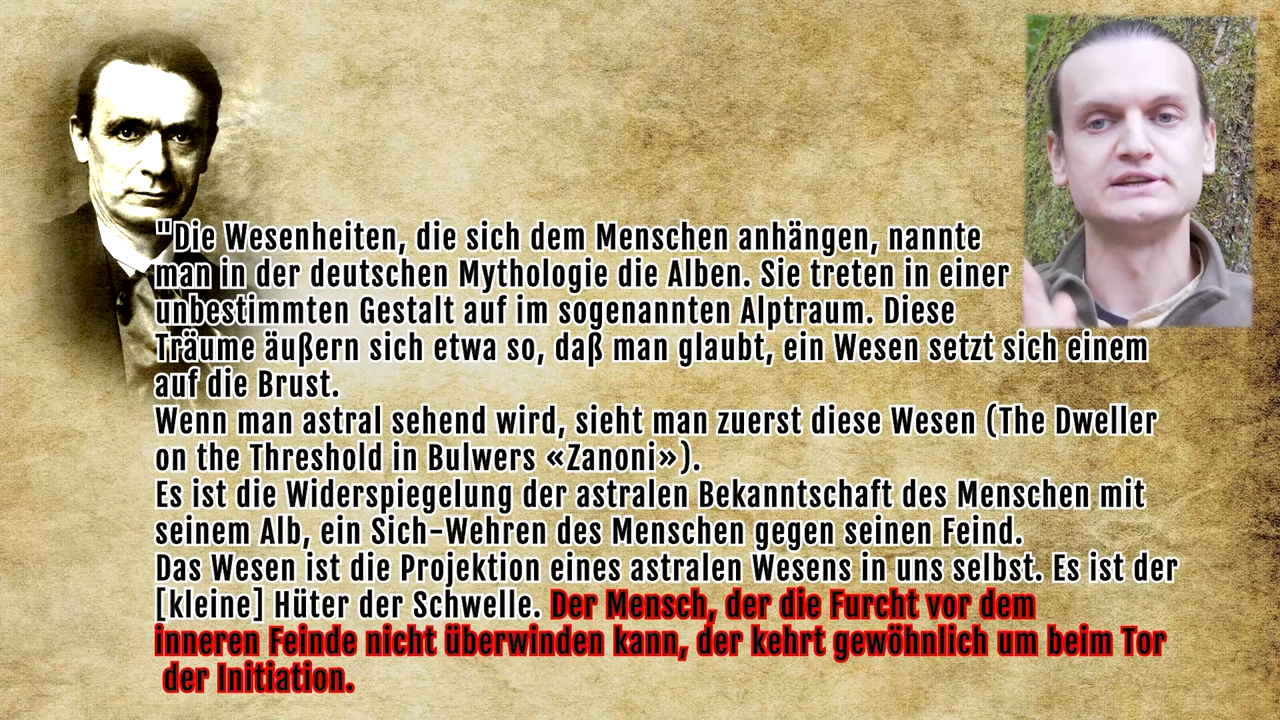 "Die Wesenheiten, die sich dem Menschen anhängen, nannte
man in der deutschen Mythologie die Alben. Sie treten in einer
unbestimmten Gestalt auf im sogenannten Alptraum. Diese
Träume äußern sich etwa so, daß man glaubt, ein Wesen setzt sich einem
auf die Brust.
Wenn man astral sehend wird, sieht man zuerst diese Wesen (The Dweller
on the Threshold in Bulwers «Zanoni»).
Es ist die Widerspiegelung der astralen Bekanntschaft des Menschen mit
seinem Alb, ein Sich-Wehren des Menschen gegen seinen Feind.
Das Wesen ist die Projektion eines astralen Wesens in uns selbst. Es ist der
[kleine] Hüter der Schwelle. Der Mensch, der die Furcht vor dem
inneren Feinde nicht überwinden kann, der kehrt gewöhnlich um beim Tor
der Initiation.